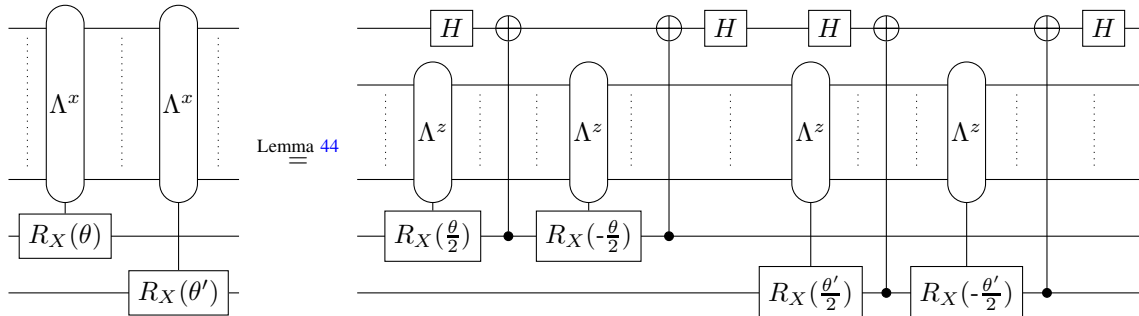 H H H H
Λ^x Λ^x Λ^z Λ^z Λ^z Λ^z
Lemma 44
=
R_X(θ) R_X(θ/2) R_X(-θ/2)
R_X(θ′) R_X(θ′/2) R_X(-θ′/2)